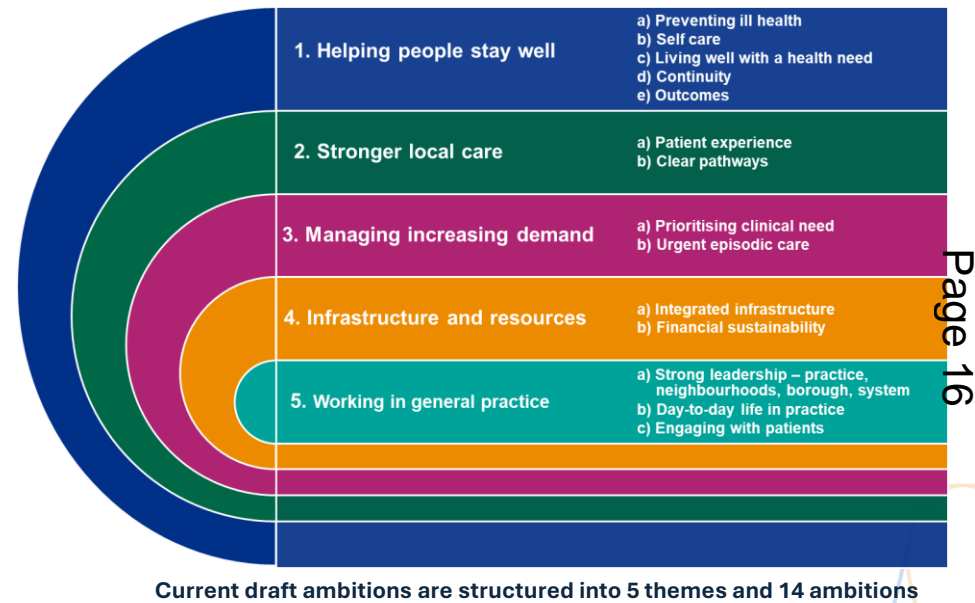 1. Helping people stay well
a) Preventing ill health
b) Self care
c) Living well with a health need
d) Continuity
e) Outcomes
2. Stronger local care
a) Patient experience
b) Clear pathways
3. Managing increasing demand
a) Prioritising clinical need
b) Urgent episodic care
4. Infrastructure and resources
a) Integrated infrastructure
b) Financial sustainability
5. Working in general practice
a) Strong leadership – practice,
neighbourhoods, borough, system
b) Day-to-day life in practice
c) Engaging with patients
Page 16
Current draft ambitions are structured into 5 themes and 14 ambitions